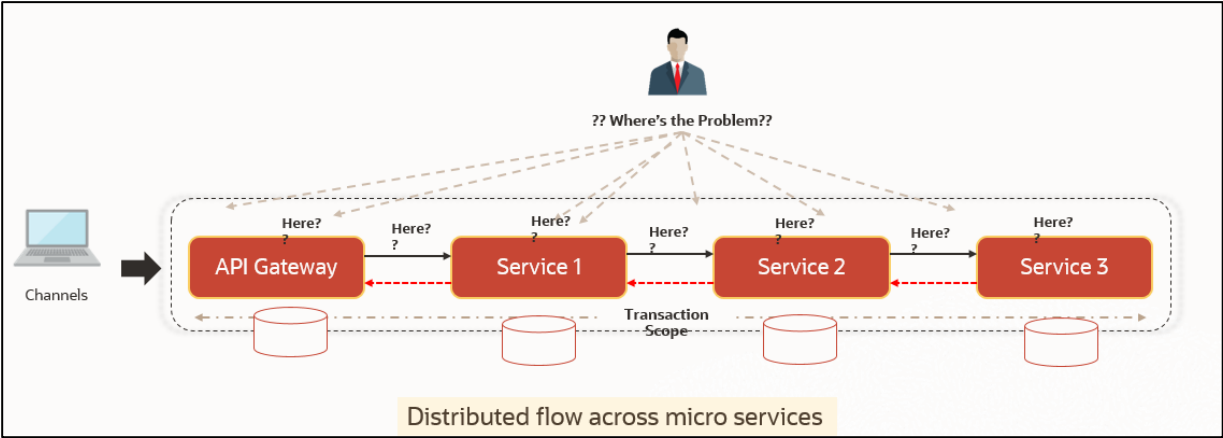 ?? Where's the Problem??
Here?
?
Here?
?
Here?
?
Here?
?
Here?
?
Here?
?
Here?
?
API Gateway
Service 1
Service 2
Service 3
Channels
Transaction
Scope
Distributed flow across micro services